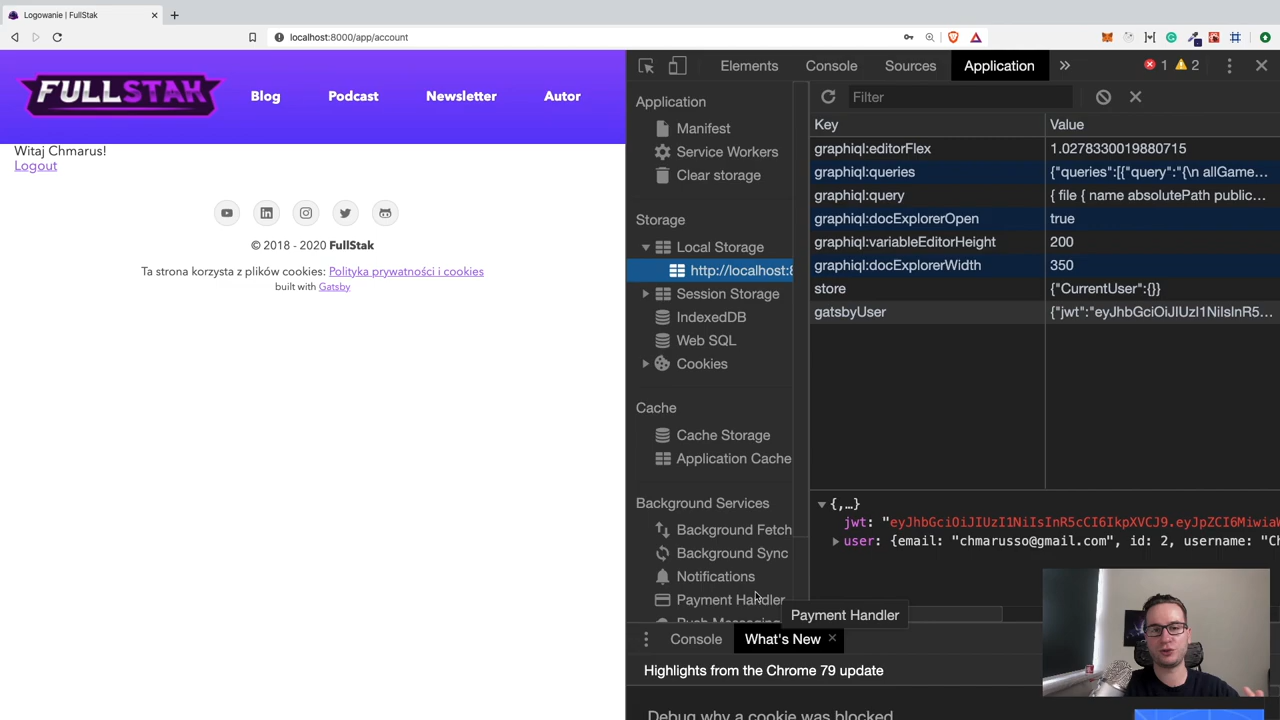 Logowanie | FullStak
localhost:8000/app/account
FULLSTAK
Blog
Podcast
Newsletter
Autor
Witaj Chmarus!
Logout
© 2018 - 2020 FullStak
Ta strona korzysta z plików cookies: Polityka prywatności i cookies
built with Gatsby
Elements
Console
Sources
Application
1
2
Application
Manifest
Service Workers
Clear storage
Storage
Local Storage
http://localhost:8
Session Storage
IndexedDB
Web SQL
Cookies
Cache
Cache Storage
Application Cache
Background Services
Background Fetch
Background Sync
Notifications
Payment Handler
Push Messaging
Filter
Key Value
graphiql:editorFlex 1.0278330019880715
graphiql:queries {"queries":[{"query":"{\n allGame…
graphiql:query { file { name absolutePath public…
graphiql:docExplorerOpen true
graphiql:variableEditorHeight 200
graphiql:docExplorerWidth 350
store {"CurrentUser":{}}
gatsbyUser {"jwt":"eyJhbGciOiJIUzI1NiIsInR5…
{,…}
jwt: "eyJhbGciOiJIUzI1NiIsInR5cCI6IkpXVCJ9.eyJpZCI6MiwiaW
user: {email: "chmarusso@gmail.com", id: 2, username: "Ch
Payment Handler
Console
What's New
Highlights from the Chrome 79 update
Debug why a cookie was blocked